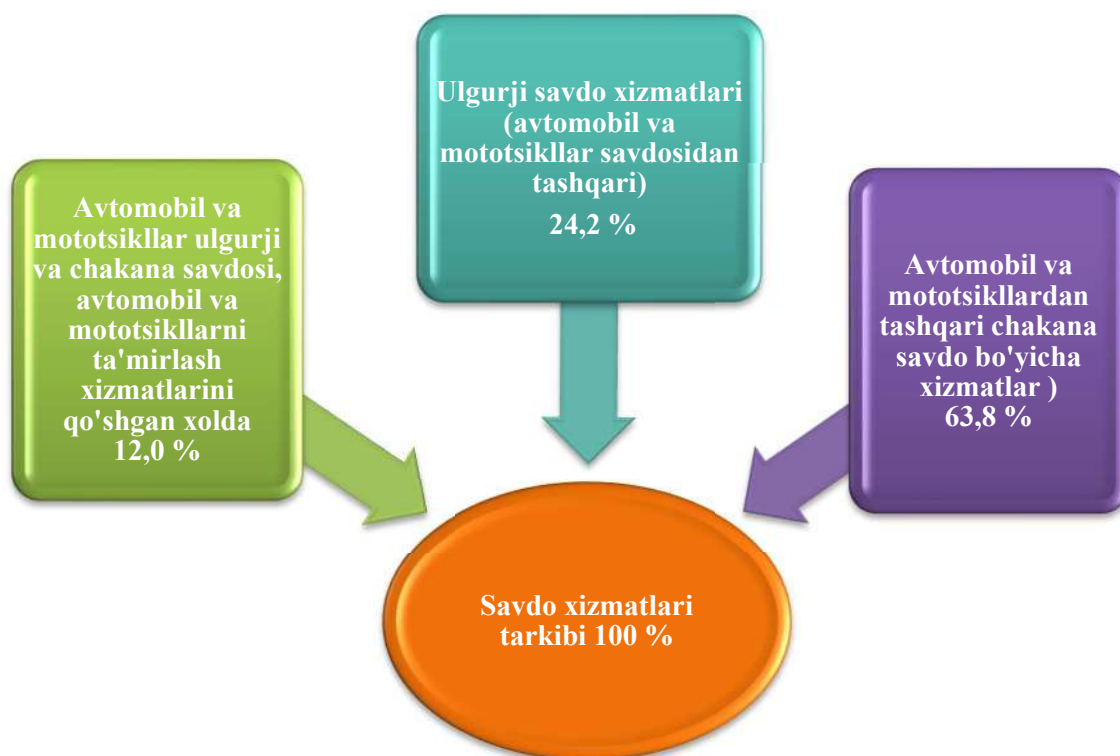 Avtomobil va
mototsikllar ulgurji
va chakana savdosi,
avtomobil va
mototsikllarni
ta'mirlash
xizmatlarini
qo'shgan xolda
12,0 %
Ulgurji savdo xizmatlari
(avtomobil va
mototsikllar savdosidan
tashqari)
24,2 %
Avtomobil va
mototsikllardan
tashqari chakana
savdo bo'yicha
xizmatlar )
63,8 %
Savdo xizmatlari
tarkibi 100 %